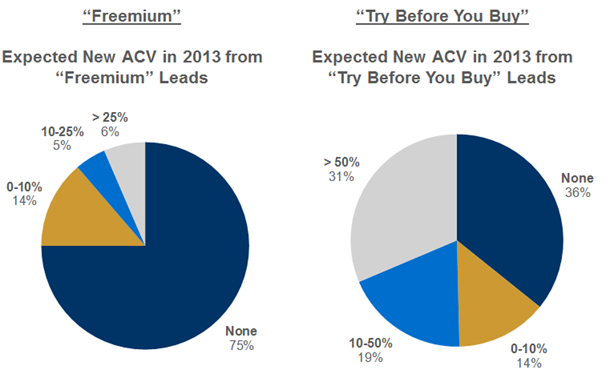 “Freemium”
Expected New ACV in 2013 from
“Freemium” Leads
> 25%
6%
10-25%
5%
0-10%
14%
None
75%
“Try Before You Buy”
Expected New ACV in 2013 from
“Try Before You Buy” Leads
> 50%
31%
None
36%
10-50%
19%
0-10%
14%